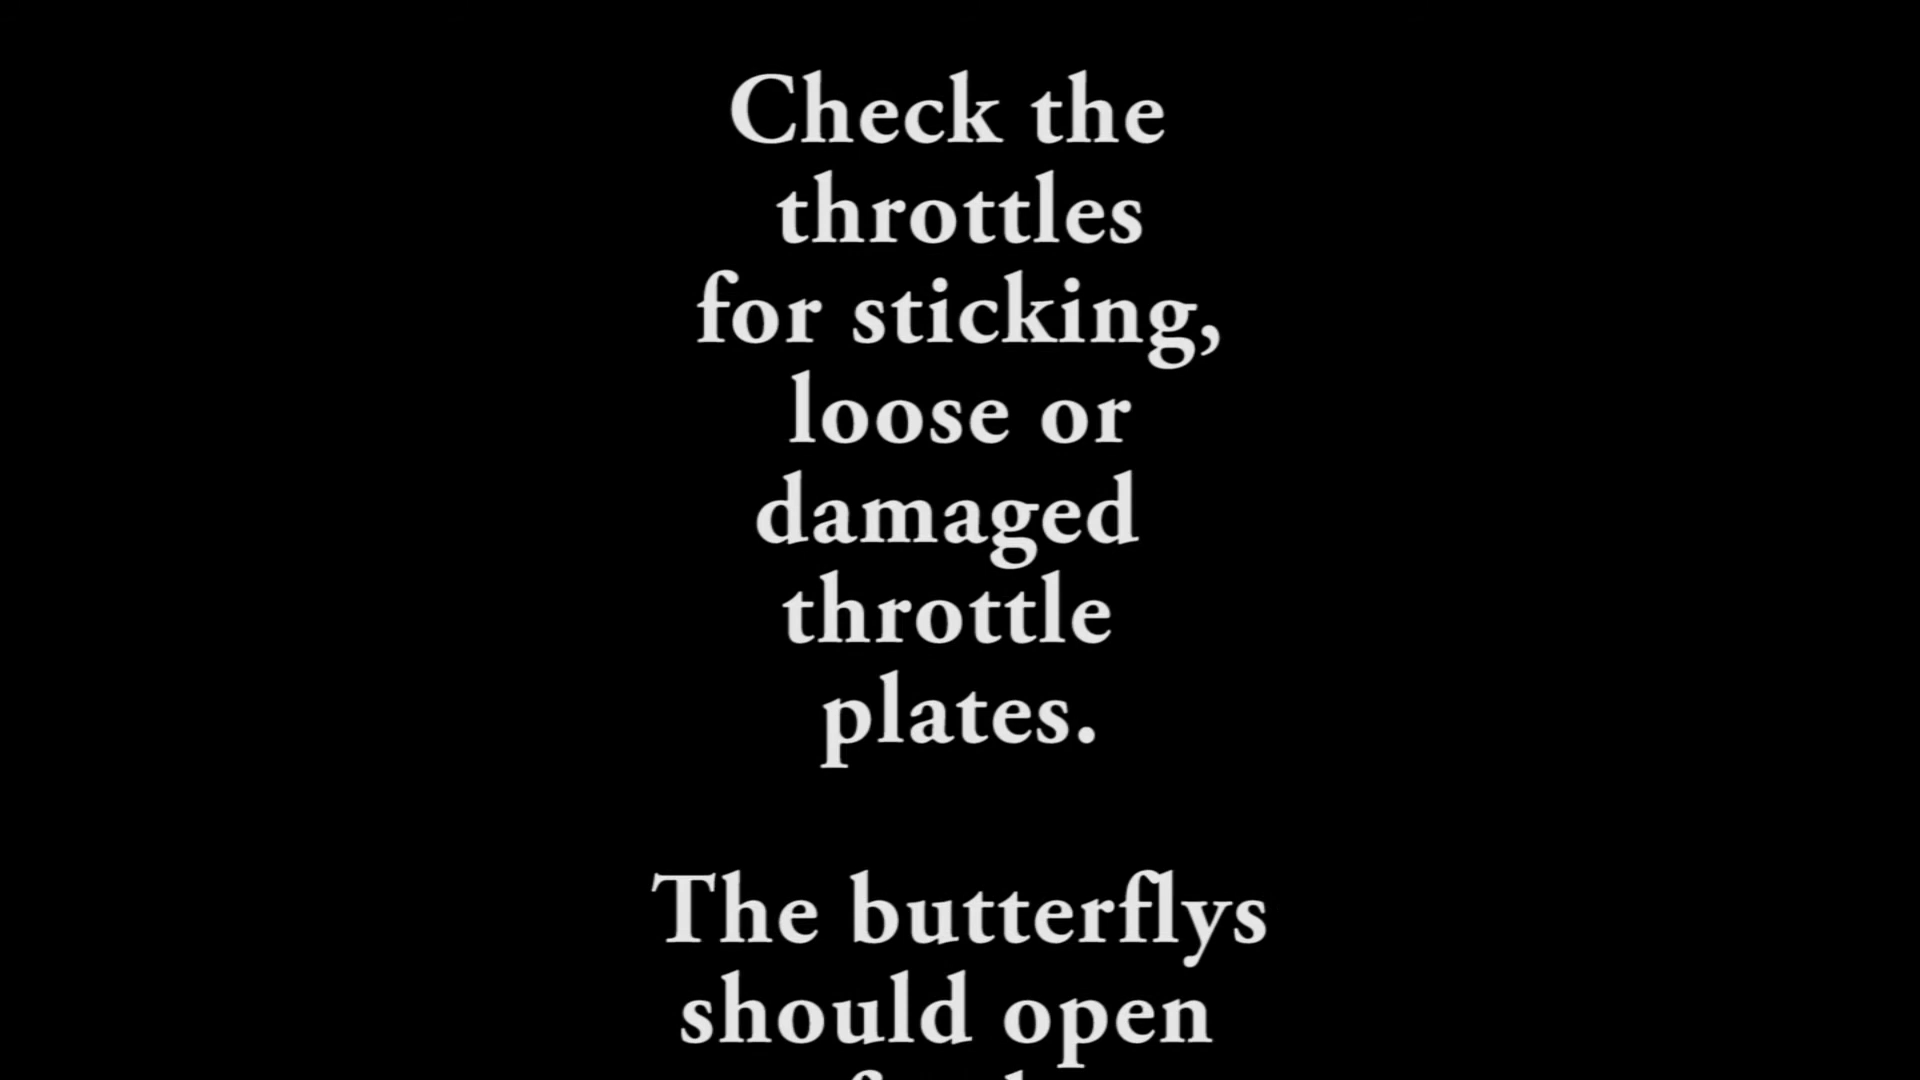 Check the
throttles
for sticking,
loose or
damaged
throttle
plates.
The butterflys
should open